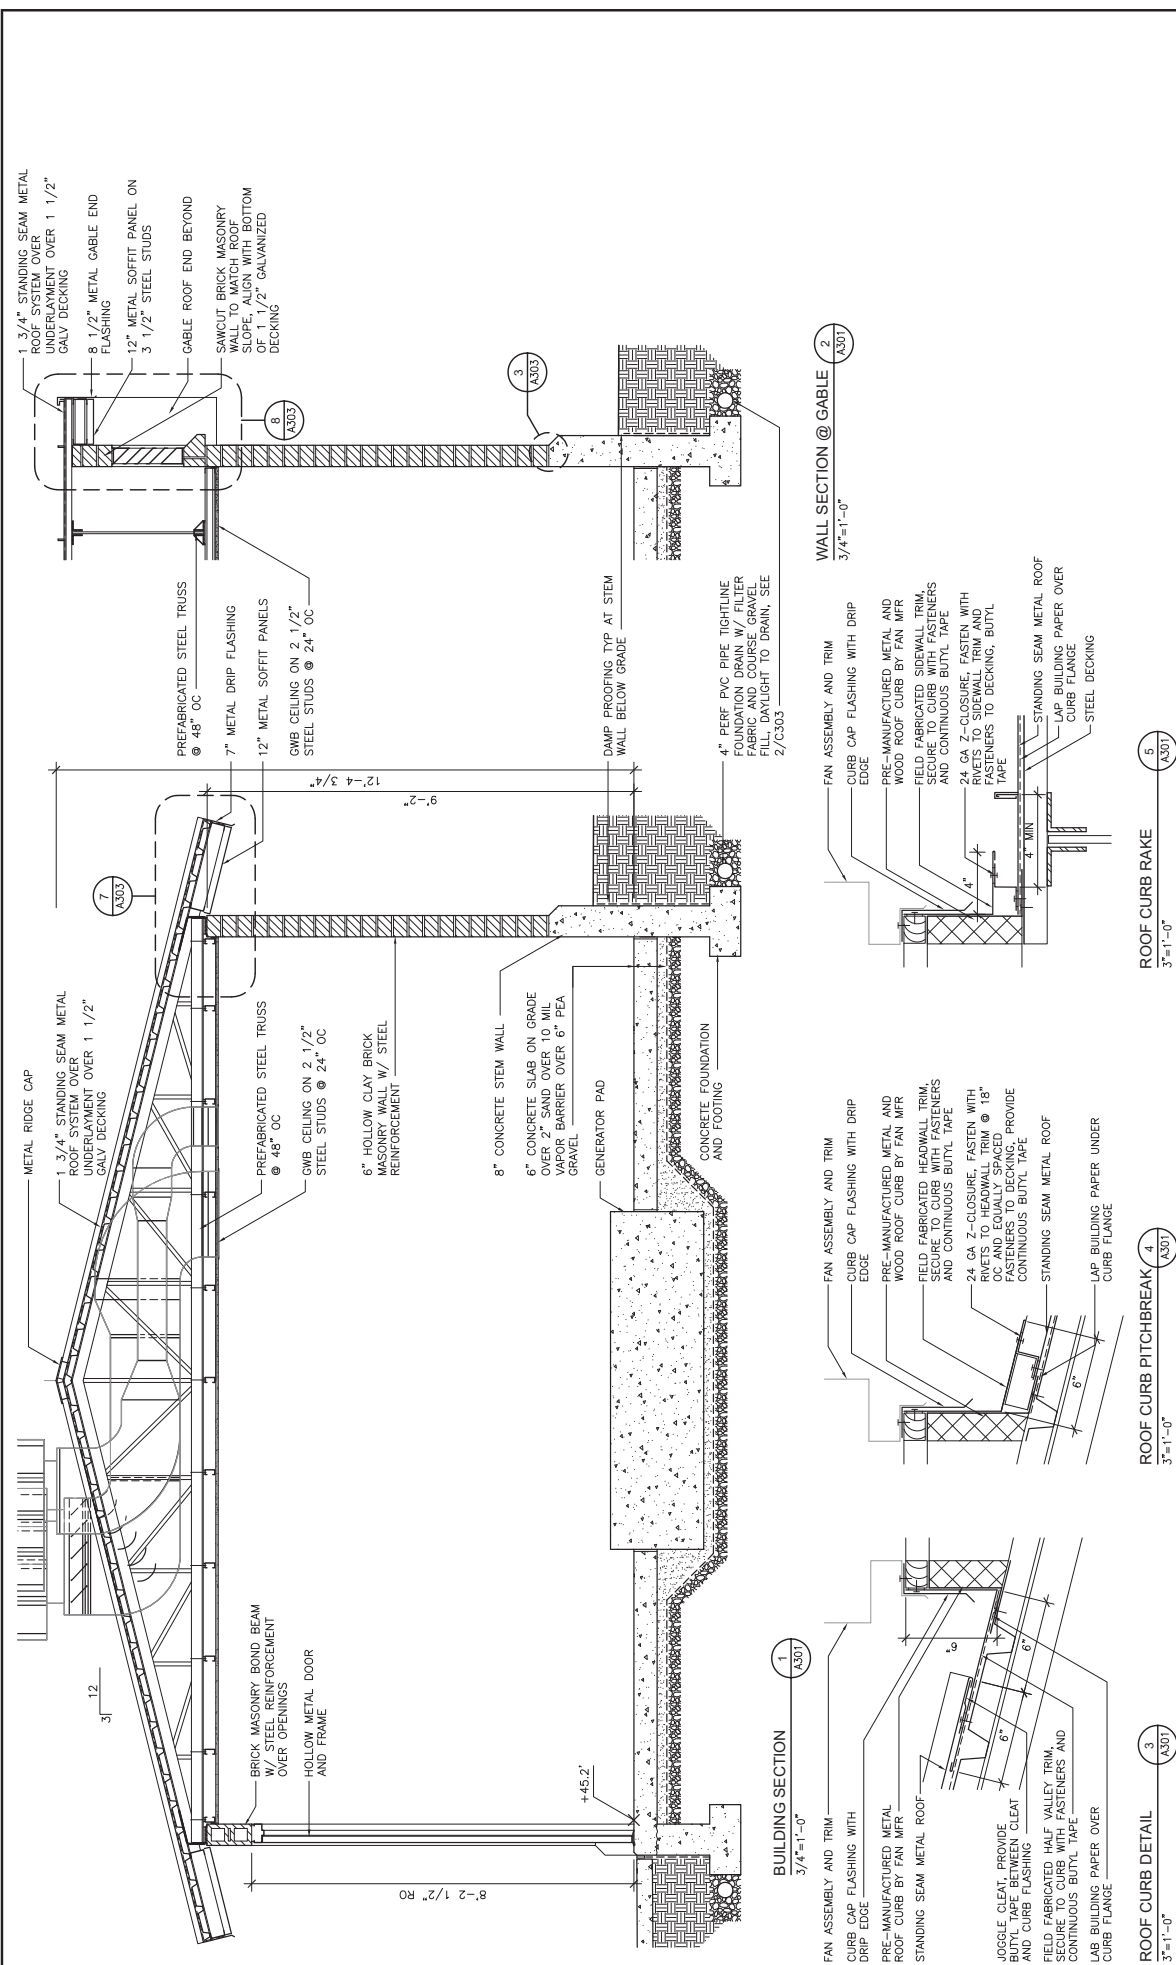 METAL RIDGE CAP
1 3/4" STANDING SEAM METAL
ROOF SYSTEM OVER
UNDERLAYMENT OVER 1 1/2"
GALV DECKING
7
A303
12
3
PREFABRICATED STEEL TRUSS
@ 48" OC
GWB CEILING ON 2 1/2"
STEEL STUDS @ 24" OC
6" HOLLOW CLAY BRICK
MASONRY WALL W/ STEEL
REINFORCEMENT
BRICK MASONRY BOND BEAM
W/ STEEL REINFORCEMENT
OVER OPENINGS
HOLLOW METAL DOOR
AND FRAME
8" CONCRETE STEM WALL
6" CONCRETE SLAB ON GRADE
OVER 2" SAND OVER 10 MIL
VAPOR BARRIER OVER 6" PEA
GRAVEL
GENERATOR PAD
CONCRETE FOUNDATION
AND FOOTING
8'-2 1/2" RO
+45.2'
BUILDING SECTION
3/4"=1'-0"
1
A301
12'-4 3/4"
9'-2"
1 3/4" STANDING SEAM METAL
ROOF SYSTEM OVER
UNDERLAYMENT OVER 1 1/2"
GALV DECKING
8 1/2" METAL GABLE END
FLASHING
12" METAL SOFFIT PANEL ON
3 1/2" STEEL STUDS
GABLE ROOF END BEYOND
SAWCUT BRICK MASONRY
WALL TO MATCH ROOF
SLOPE, ALIGN WITH BOTTOM
OF 1 1/2" GALVANIZED
DECKING
8
A303
3
A303
PREFABRICATED STEEL TRUSS
@ 48" OC
7" METAL DRIP FLASHING
12" METAL SOFFIT PANELS
GWB CEILING ON 2 1/2"
STEEL STUDS @ 24" OC
DAMP PROOFING TYP AT STEM
WALL BELOW GRADE
4" PERF PVC PIPE TIGHTLINE
FOUNDATION DRAIN W/ FILTER
FABRIC AND COURSE GRAVEL
FILL, DAYLIGHT TO DRAIN, SEE
2/C303
WALL SECTION @ GABLE
3/4"=1'-0"
2
A301
FAN ASSEMBLY AND TRIM
CURB CAP FLASHING WITH
DRIP EDGE
PRE-MANUFACTURED METAL
ROOF CURB BY FAN MFR
STANDING SEAM METAL ROOF
JOGGLE CLEAT, PROVIDE
BUTYL TAPE BETWEEN CLEAT
AND CURB FLASHING
FIELD FABRICATED HALF VALLEY TRIM,
SECURE TO CURB WITH FASTENERS AND
CONTINUOUS BUTYL TAPE
LAB BUILDING PAPER OVER
CURB FLANGE
6"
6"
6"
ROOF CURB DETAIL
3"=1'-0"
3
A301
FAN ASSEMBLY AND TRIM
CURB CAP FLASHING WITH DRIP
EDGE
PRE-MANUFACTURED METAL AND
WOOD ROOF CURB BY FAN MFR
FIELD FABRICATED HEADWALL TRIM,
SECURE TO CURB WITH FASTENERS
AND CONTINUOUS BUTYL TAPE
24 GA Z-CLOSURE, FASTEN WITH
RIVETS TO HEADWALL TRIM @ 18"
OC AND EQUALLY SPACED
FASTENERS TO DECKING, PROVIDE
CONTINUOUS BUTYL TAPE
STANDING SEAM METAL ROOF
LAP BUILDING PAPER UNDER
CURB FLANGE
6"
ROOF CURB PITCHBREAK
3"=1'-0"
4
A301
FAN ASSEMBLY AND TRIM
CURB CAP FLASHING WITH DRIP
EDGE
PRE-MANUFACTURED METAL AND
WOOD ROOF CURB BY FAN MFR
FIELD FABRICATED SIDEWALL TRIM,
SECURE TO CURB WITH FASTENERS
AND CONTINUOUS BUTYL TAPE
24 GA Z-CLOSURE, FASTEN WITH
RIVETS TO SIDEWALL TRIM AND
FASTENERS TO DECKING, BUTYL
TAPE
4"
4" MIN
STANDING SEAM METAL ROOF
LAP BUILDING PAPER OVER
CURB FLANGE
STEEL DECKING
ROOF CURB RAKE
3"=1'-0"
5
A301